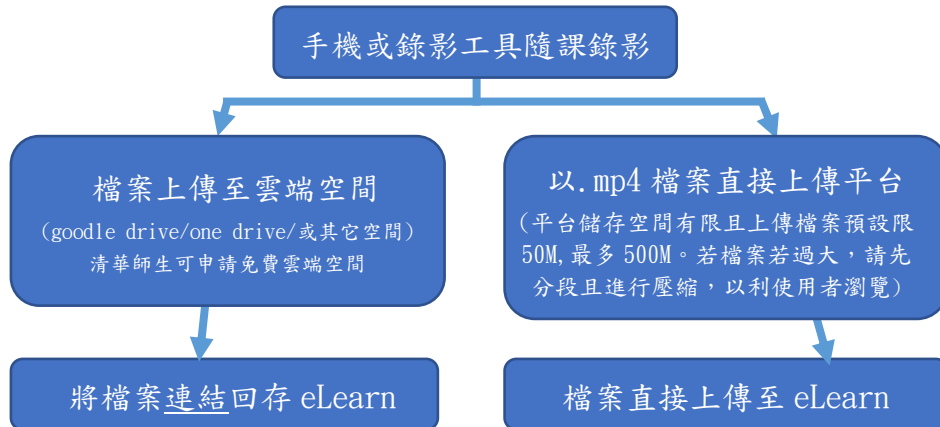 手機或錄影工具隨課錄影
檔案上傳至雲端空間
(goodle drive/one drive/或其它空間)
清華師生可申請免費雲端空間
以.mp4 檔案直接上傳平台
(平台儲存空間有限且上傳檔案預設限
50M,最多 500M。若檔案若過大，請先
分段且進行壓縮，以利使用者瀏覽)
將檔案連結回存 eLearn
檔案直接上傳至 eLearn